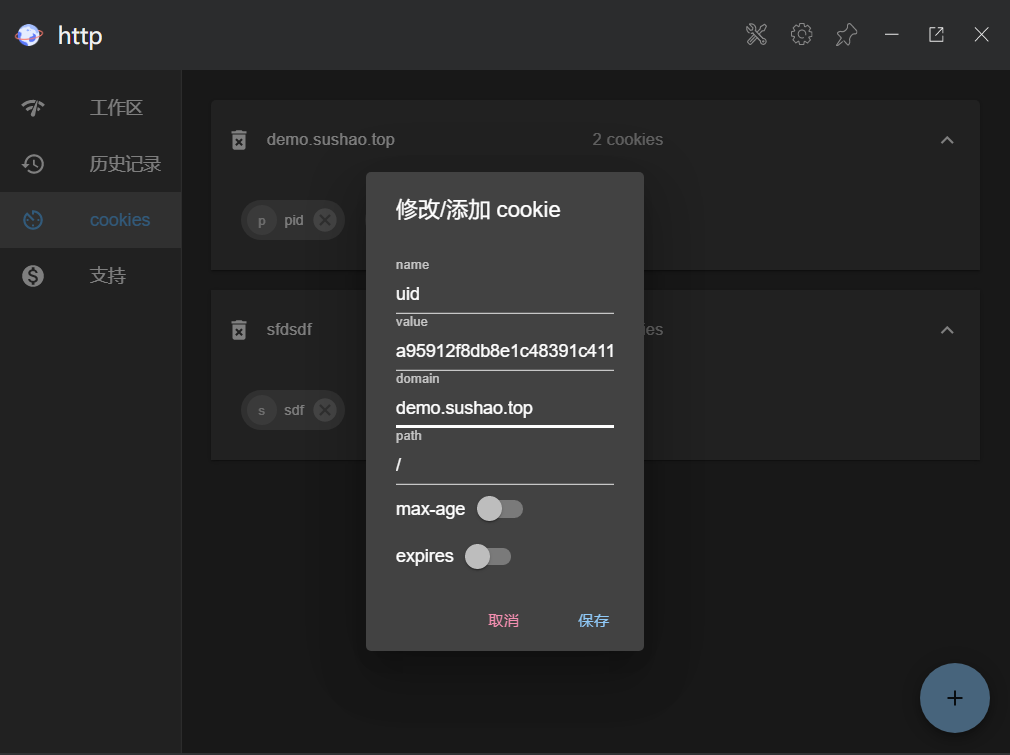 http
工作区
历史记录
cookies
支持
demo.sushao.top
2 cookies
p pid
sfdsdf
ies
s sdf
修改/添加 cookie
name
uid
value
a95912f8db8e1c48391c411
domain
demo.sushao.top
path
/
max-age
expires
取消
保存